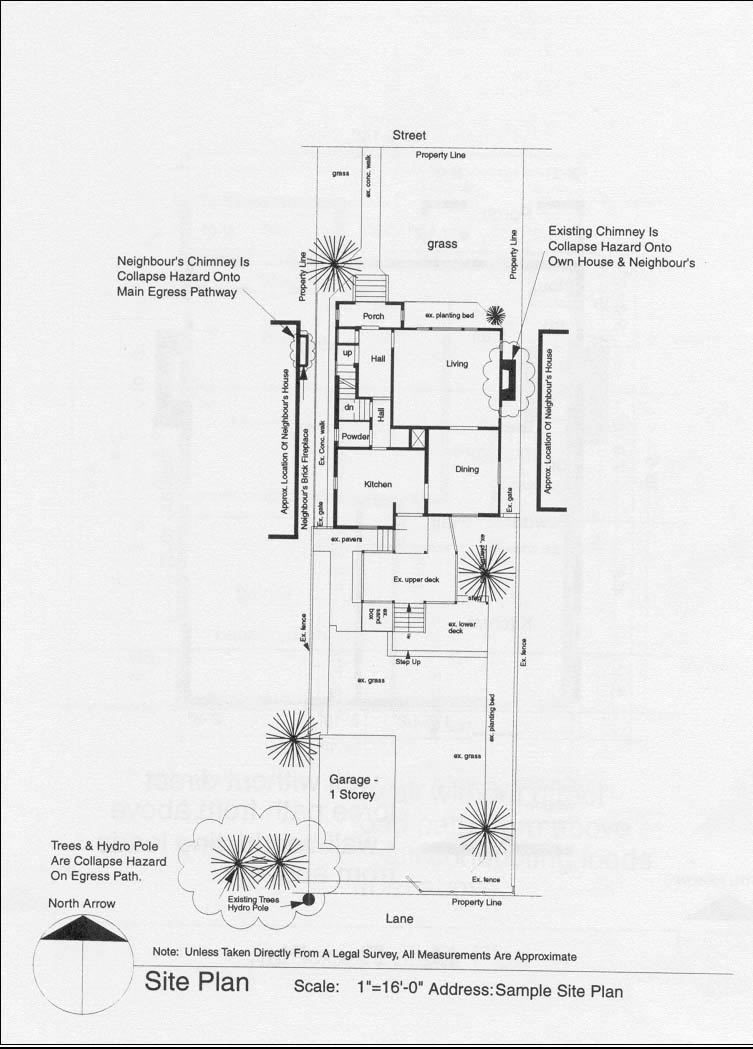 Street
Property Line
grass
ex. conc. walk
grass
Property Line
Property Line
Existing Chimney Is
Collapse Hazard Onto
Own House & Neighbour's
Neighbour's Chimney Is
Collapse Hazard Onto
Main Egress Pathway
Porch
ex. planting bed
up
Hall
Living
dn
Hall
Powder
Kitchen
Dining
Approx. Location Of Neighbour's House
Neighbour's Brick Fireplace
Ex. Conc. walk
Ex. gate
Ex. gate
Approx. Location Of Neighbour's House
ex. pavers
Ex. upper deck
step
ex. sand
box
ex. lower
deck
Step Up
Ex. fence
Ex. fence
ex. grass
ex. planting bed
ex. grass
Garage -
1 Storey
Trees & Hydro Pole
Are Collapse Hazard
On Egress Path.
Existing Trees
Hydro Pole
Ex. fence
Property Line
Lane
North Arrow
Note: Unless Taken Directly From A Legal Survey, All Measurements Are Approximate
Site Plan
Scale: 1"=16'-0" Address: Sample Site Plan